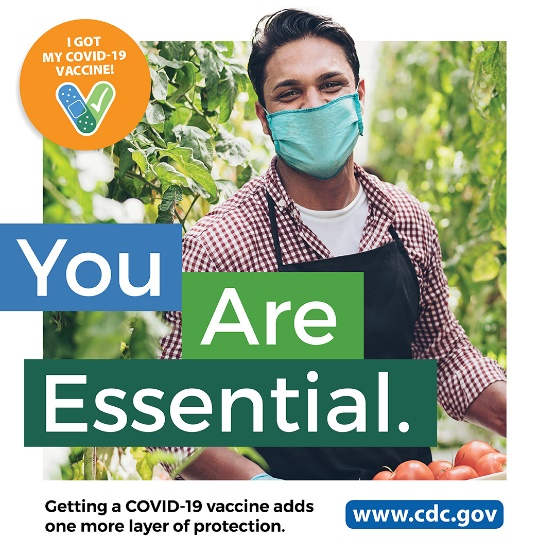 I GOT
MY COVID-19
VACCINE!
You
Are
Essential.
Getting a COVID-19 vaccine adds
one more layer of protection.
www.cdc.gov